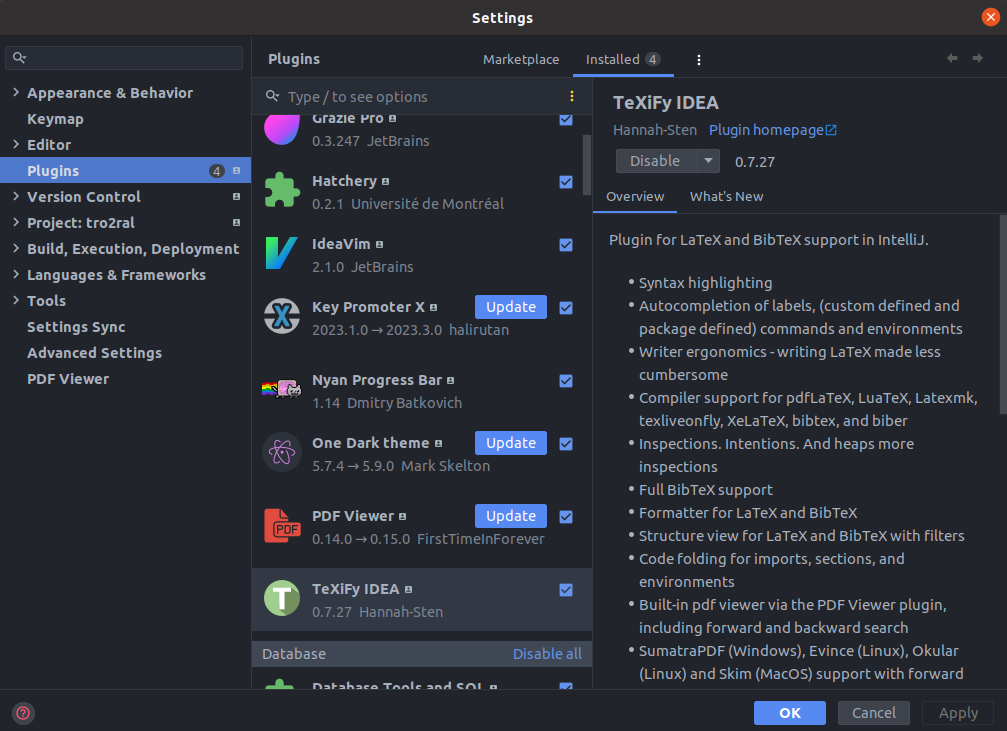 Settings
Appearance & Behavior
Keymap
Editor
Plugins 4
Version Control
Project: tro2ral
Build, Execution, Deployment
Languages & Frameworks
Tools
Settings Sync
Advanced Settings
PDF Viewer
Plugins
Marketplace
Installed 4
Type / to see options
Grazie Pro
0.3.247 JetBrains
Hatchery
0.2.1 Université de Montréal
IdeaVim
2.1.0 JetBrains
Key Promoter X
Update
2023.1.0 → 2023.3.0 halirutan
Nyan Progress Bar
1.14 Dmitry Batkovich
One Dark theme
Update
5.7.4 → 5.9.0 Mark Skelton
PDF
PDF Viewer
Update
0.14.0 → 0.15.0 FirstTimeInForever
T
TeXiFy IDEA
0.7.27 Hannah-Sten
Database
Disable all
Database Tools and SQL
TeXiFy IDEA
Hannah-Sten Plugin homepage
Disable
0.7.27
Overview
What's New
Plugin for LaTeX and BibTeX support in IntelliJ.
• Syntax highlighting
• Autocompletion of labels, (custom defined and
package defined) commands and environments
• Writer ergonomics - writing LaTeX made less
cumbersome
• Compiler support for pdfLaTeX, LuaTeX, Latexmk,
texliveonfly, XeLaTeX, bibtex, and biber
• Inspections. Intentions. And heaps more
inspections
• Full BibTeX support
• Formatter for LaTeX and BibTeX
• Structure view for LaTeX and BibTeX with filters
• Code folding for imports, sections, and
environments
• Built-in pdf viewer via the PDF Viewer plugin,
including forward and backward search
• SumatraPDF (Windows), Evince (Linux), Okular
(Linux) and Skim (MacOS) support with forward
?
OK
Cancel
Apply